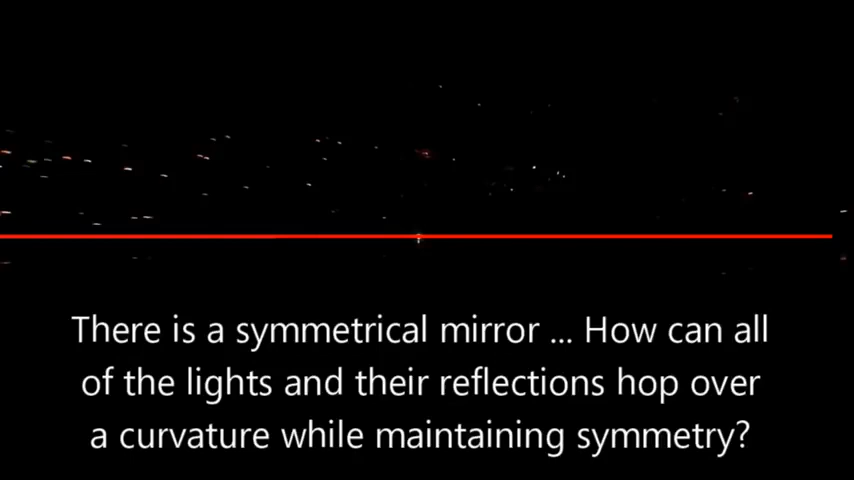 There is a symmetrical mirror ... How can all
of the lights and their reflections hop over
a curvature while maintaining symmetry?